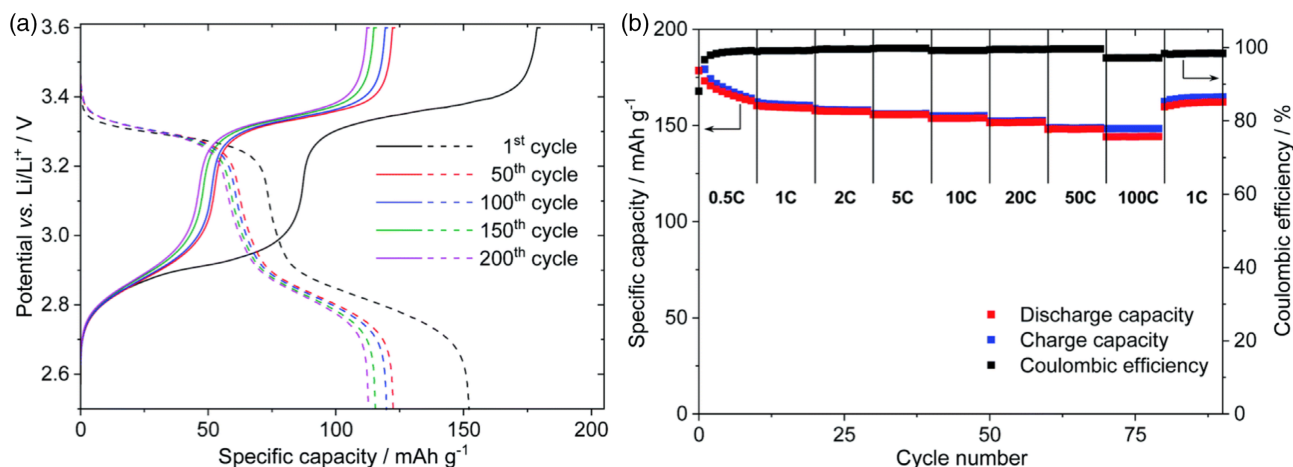 (a)
3.6
3.4
3.2
3.0
2.8
2.6
Potential vs. Li/Li⁺ / V
0
50
100
150
200
Specific capacity / mAh g⁻¹
1ˢᵗ cycle
50ᵗʰ cycle
100ᵗʰ cycle
150ᵗʰ cycle
200ᵗʰ cycle
(b)
200
150
100
50
0
Specific capacity / mAh g⁻¹
0.5C 1C 2C 5C 10C 20C 50C 100C 1C
Discharge capacity
Charge capacity
Coulombic efficiency
0
25
50
75
Cycle number
100
80
60
40
20
0
Coulombic efficiency / %